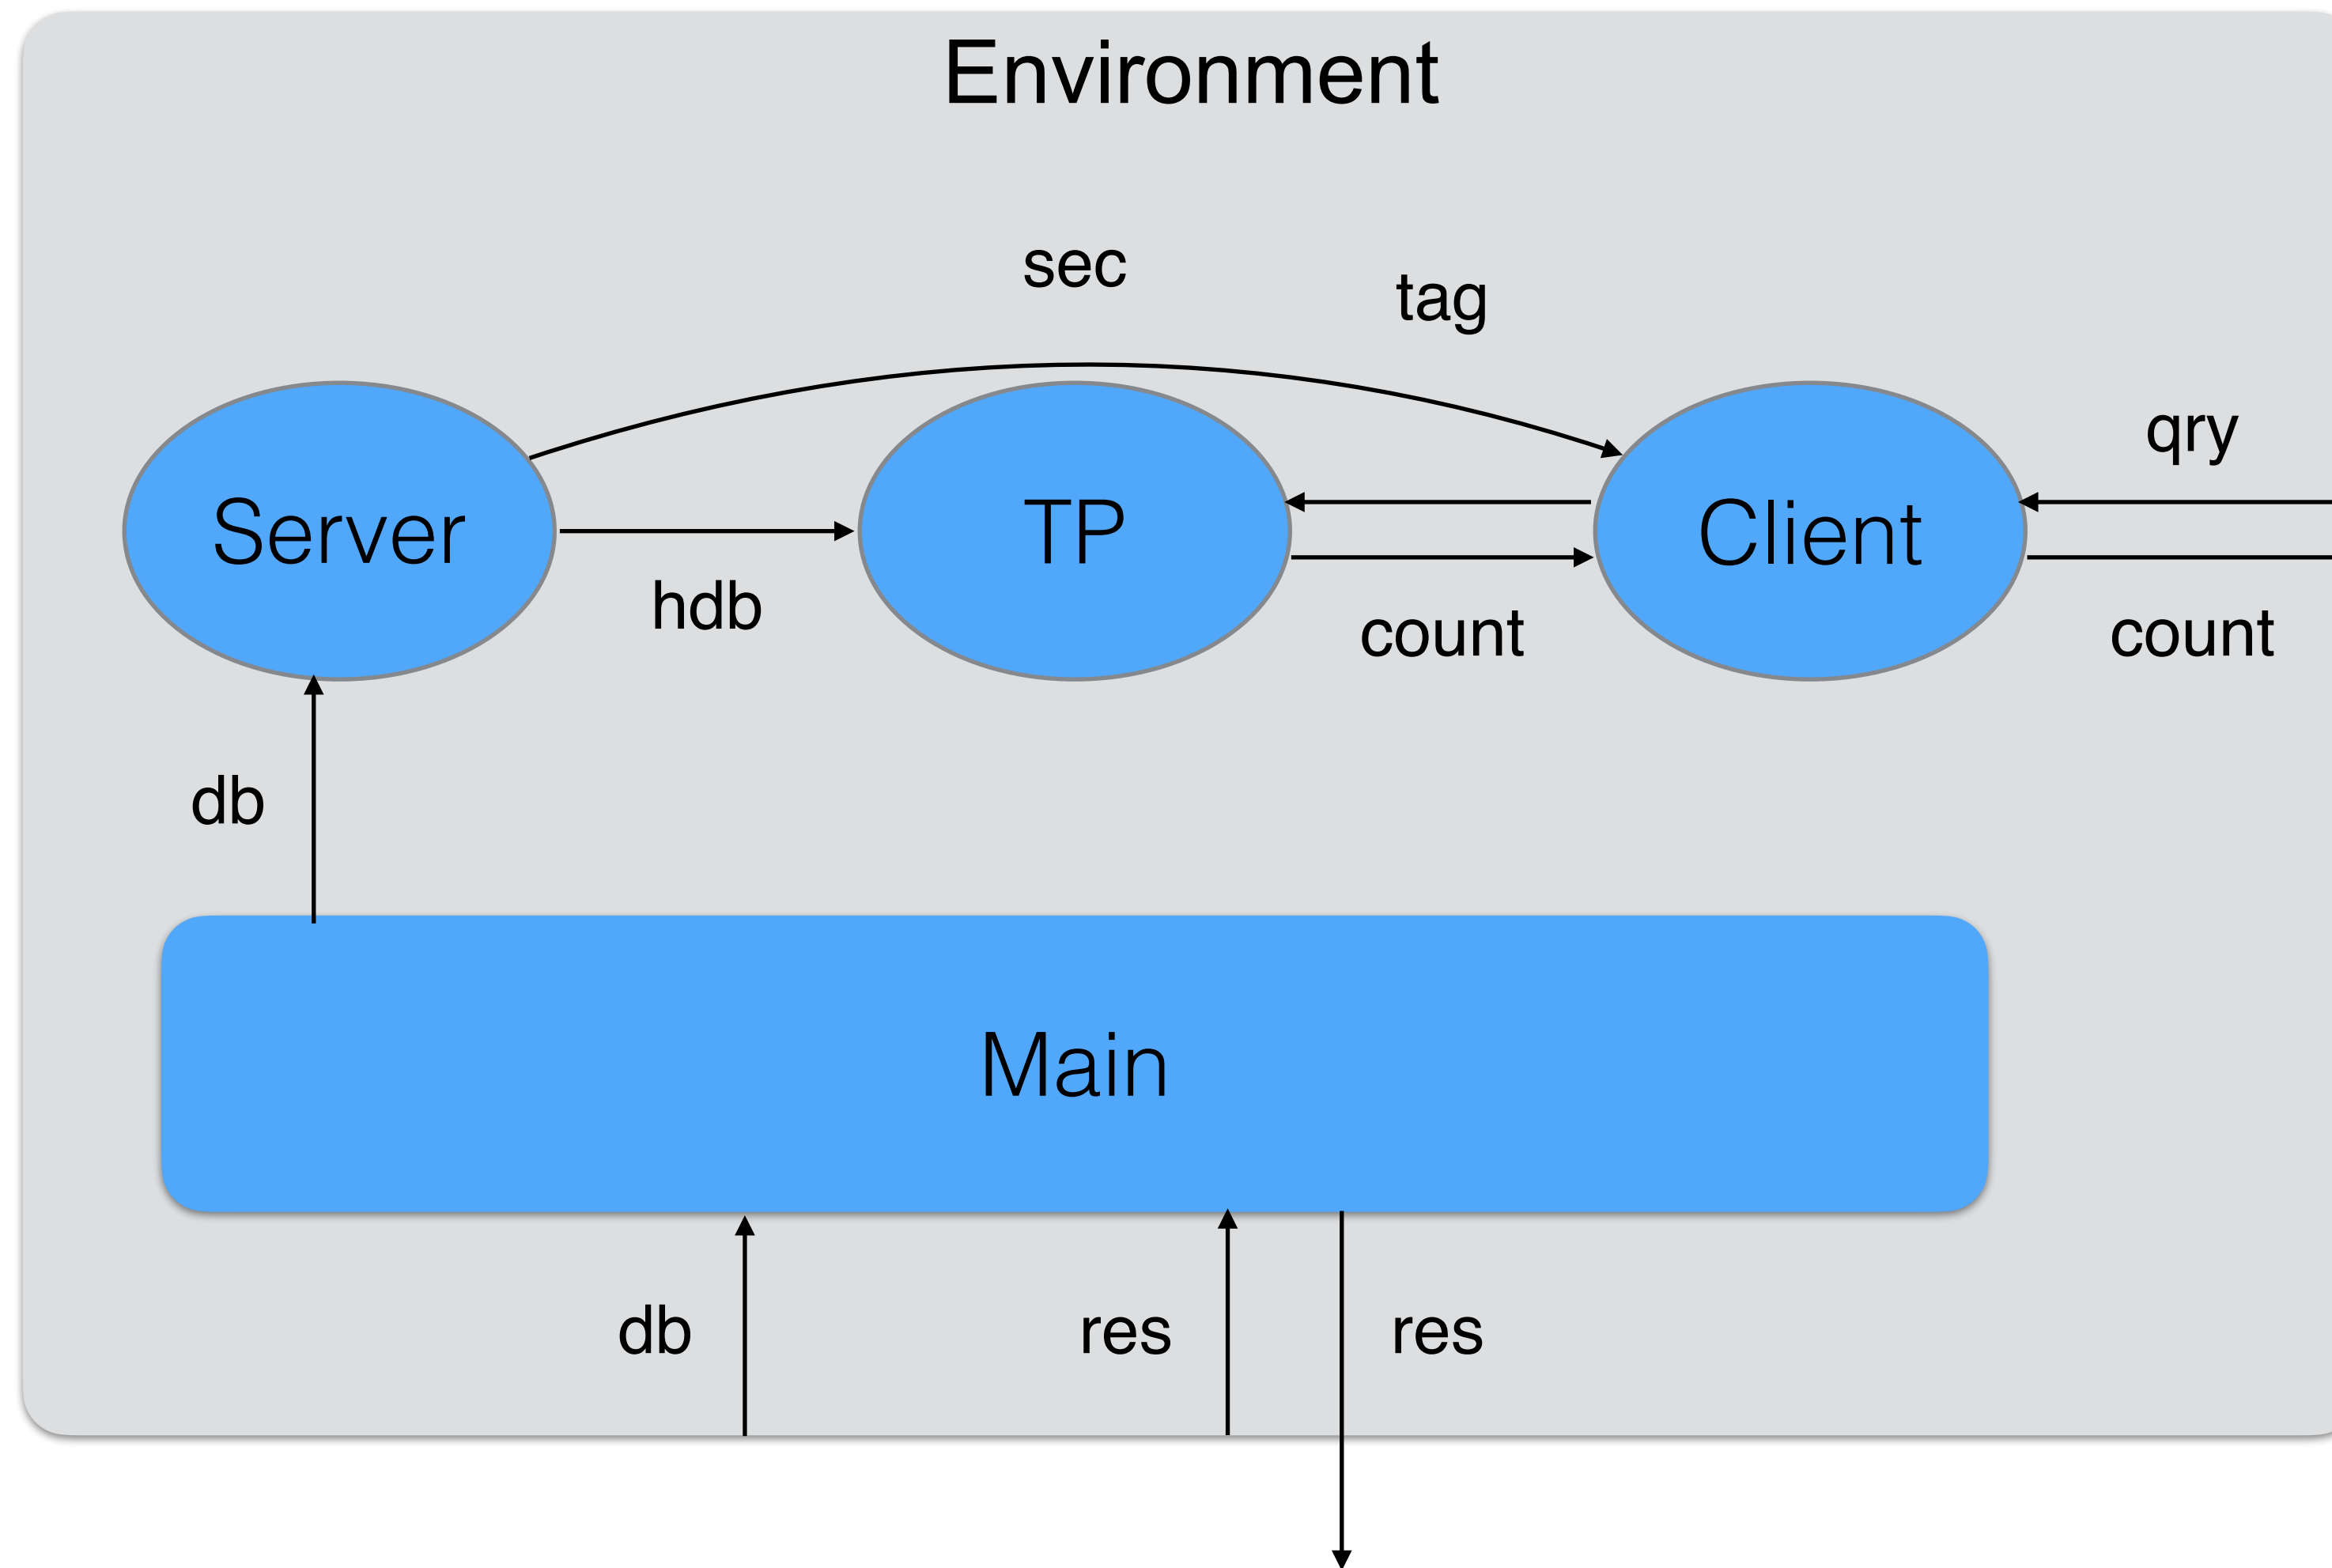 Environment
sec
tag
qry
Server
TP
Client
hdb
count
count
db
Main
db
res
res